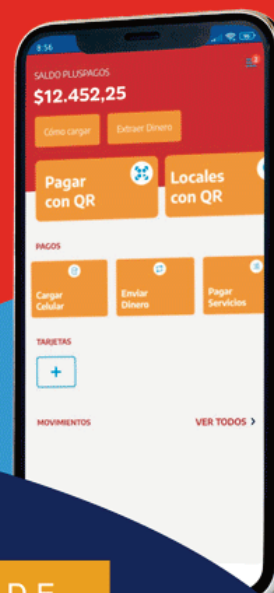 8:56
SALDO PLUSPAGOS
$12.452,25
Cómo cargar
Extraer Dinero
Pagar
con QR
Locales
con QR
PAGOS
Cargar
Celular
Enviar
Dinero
Pagar
Servicios
TARJETAS
+
MOVIMIENTOS
VER TODOS >
DE